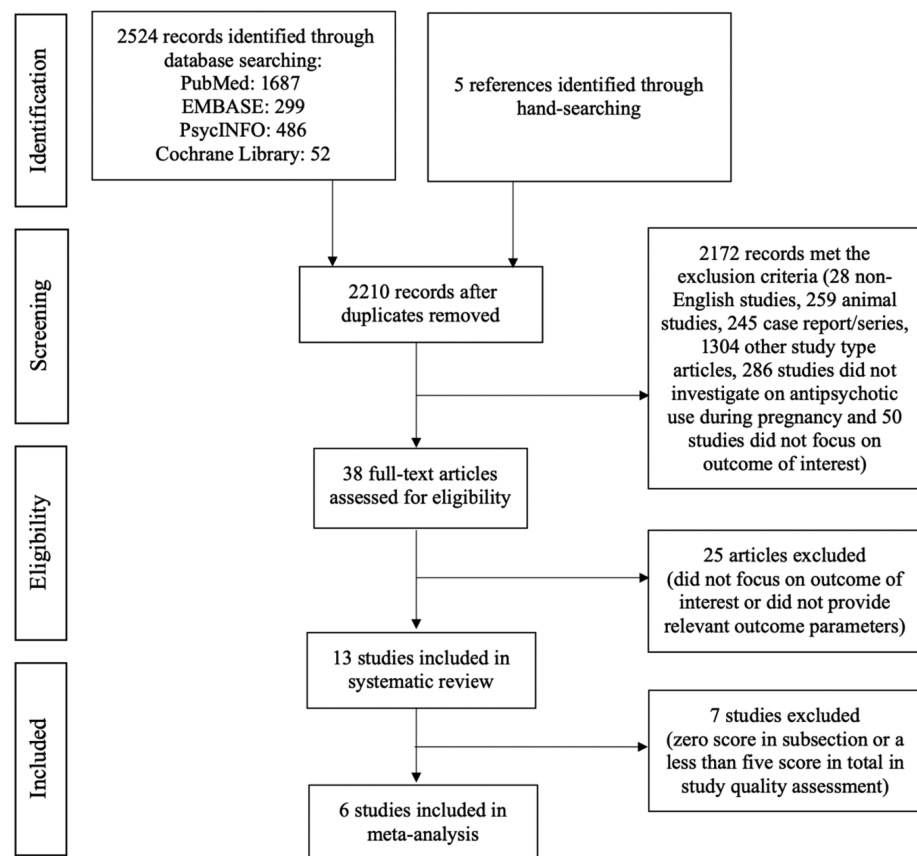 Identification
2524 records identified through
database searching:
PubMed: 1687
EMBASE: 299
PsycINFO: 486
Cochrane Library: 52
5 references identified through
hand-searching
Screening
2210 records after
duplicates removed
2172 records met the
exclusion criteria (28 non-
English studies, 259 animal
studies, 245 case report/series,
1304 other study type
articles, 286 studies did not
investigate on antipsychotic
use during pregnancy and 50
studies did not focus on
outcome of interest)
Eligibility
38 full-text articles
assessed for eligibility
25 articles excluded
(did not focus on outcome of
interest or did not provide
relevant outcome parameters)
Included
13 studies included in
systematic review
7 studies excluded
(zero score in subsection or a
less than five score in total in
study quality assessment)
6 studies included in
meta-analysis